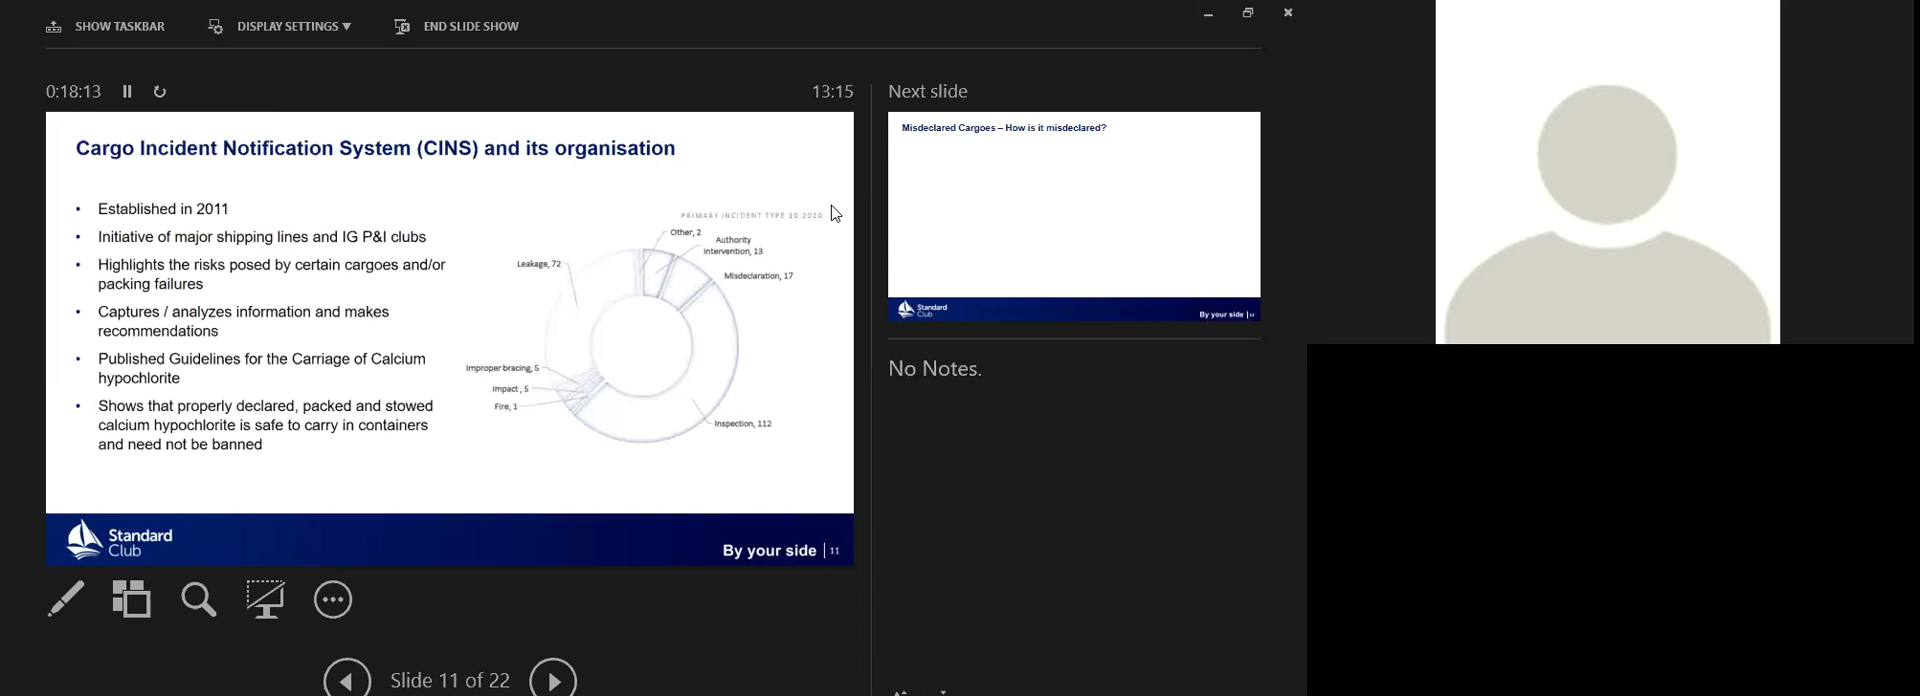 SHOW TASKBAR
DISPLAY SETTINGS
END SLIDE SHOW
0:18:13
13:15
Cargo Incident Notification System (CINS) and its organisation
• Established in 2011
• Initiative of major shipping lines and IG P&I clubs
• Highlights the risks posed by certain cargoes and/or
packing failures
• Captures / analyzes information and makes
recommendations
• Published Guidelines for the Carriage of Calcium
hypochlorite
• Shows that properly declared, packed and stowed
calcium hypochlorite is safe to carry in containers
and need not be banned
PRIMARY INCIDENT TYPE 10.2020
Other, 2
Authority
intervention, 13
Misdeclaration, 17
Leakage, 72
Improper bracing, 5
Impact, 5
Fire, 1
Inspection, 112
Standard
Club
By your side | 11
Slide 11 of 22
Next slide
Misdeclared Cargoes – How is it misdeclared?
Standard
Club
By your side |
No Notes.